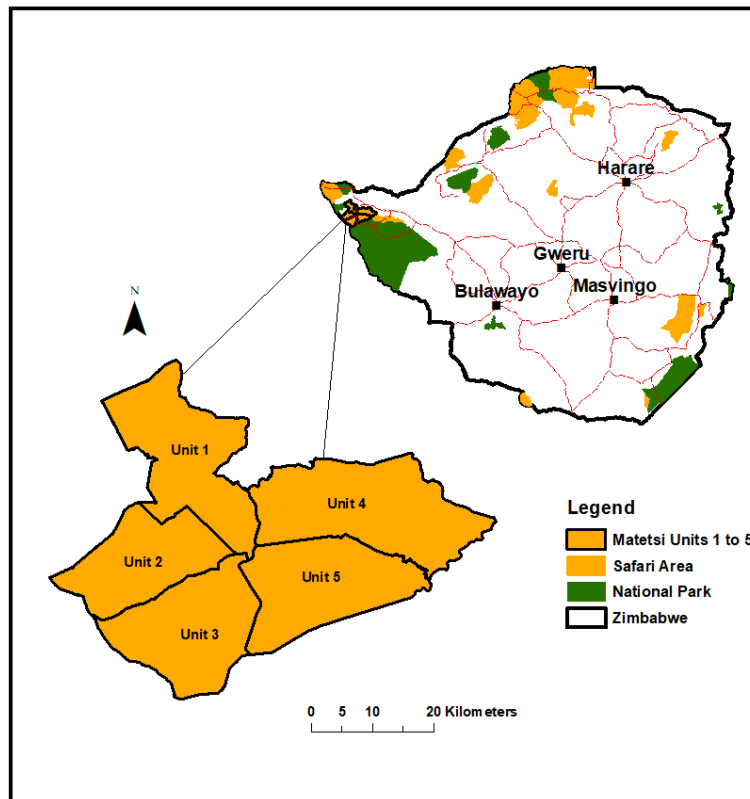 Harare
Gweru
Masvingo
Bulawayo
N
Unit 1
Unit 4
Unit 2
Unit 5
Unit 3
Legend
Matetsi Units 1 to 5
Safari Area
National Park
Zimbabwe
0 5 10 20 Kilometers